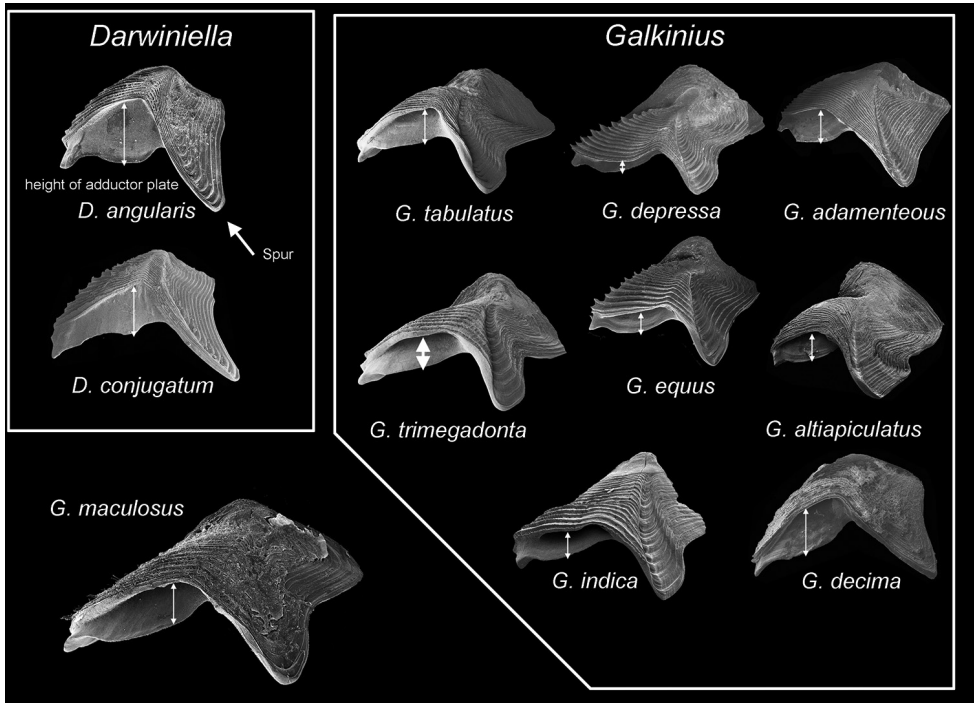 Darwiniella
height of adductor plate
D. angularis
Spur
D. conjugatum
Galkinius
G. tabulatus
G. depressa
G. adamenteous
G. trimegadonta
G. equus
G. altiapiculatus
G. indica
G. decima
G. maculosus